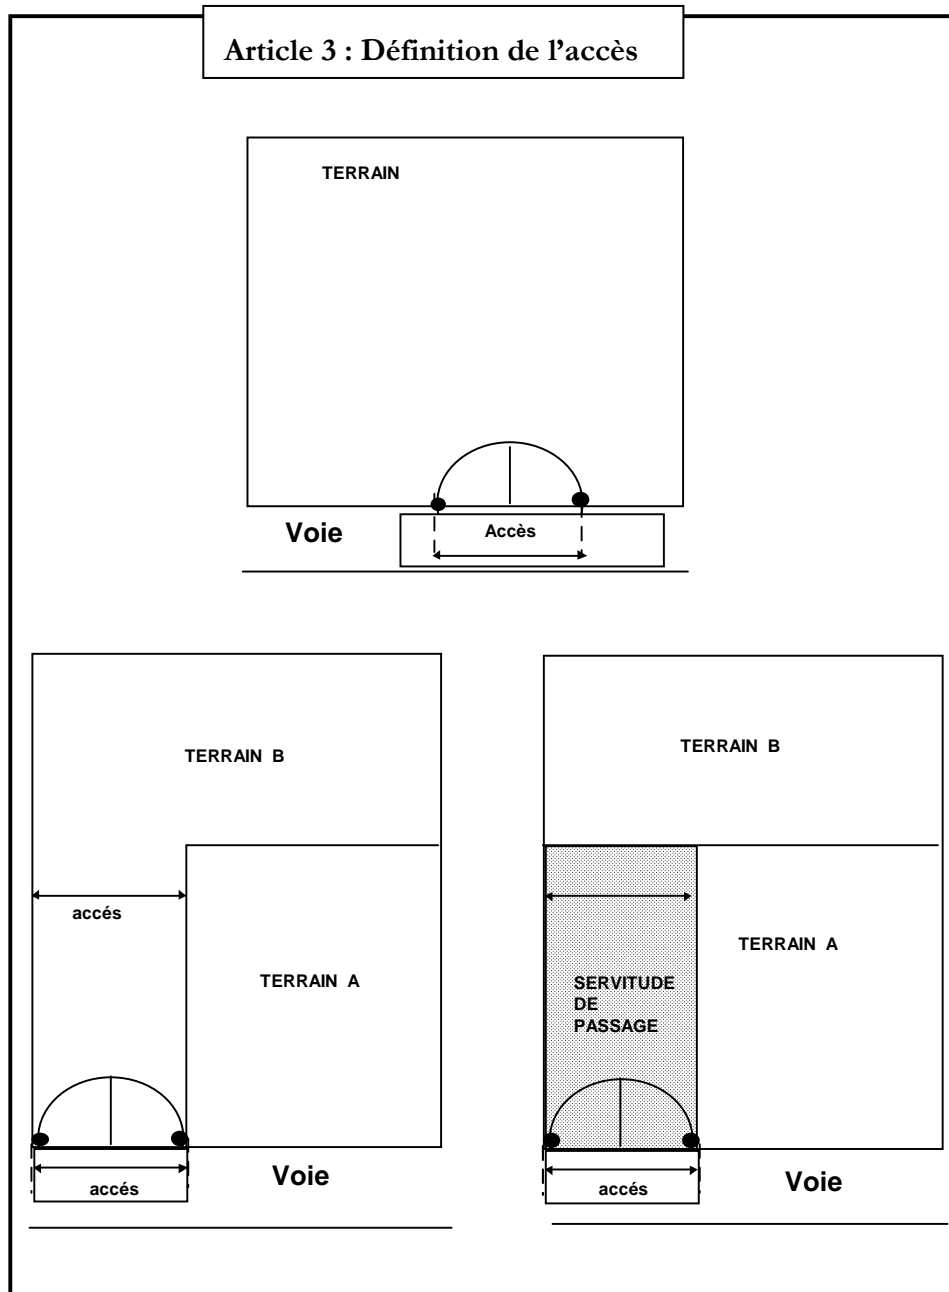 Article 3 : Définition de l’accès
TERRAIN
Voie
Accès
TERRAIN B
accés
TERRAIN A
accés
Voie
TERRAIN B
TERRAIN A
SERVITUDE
DE
PASSAGE
accés
Voie